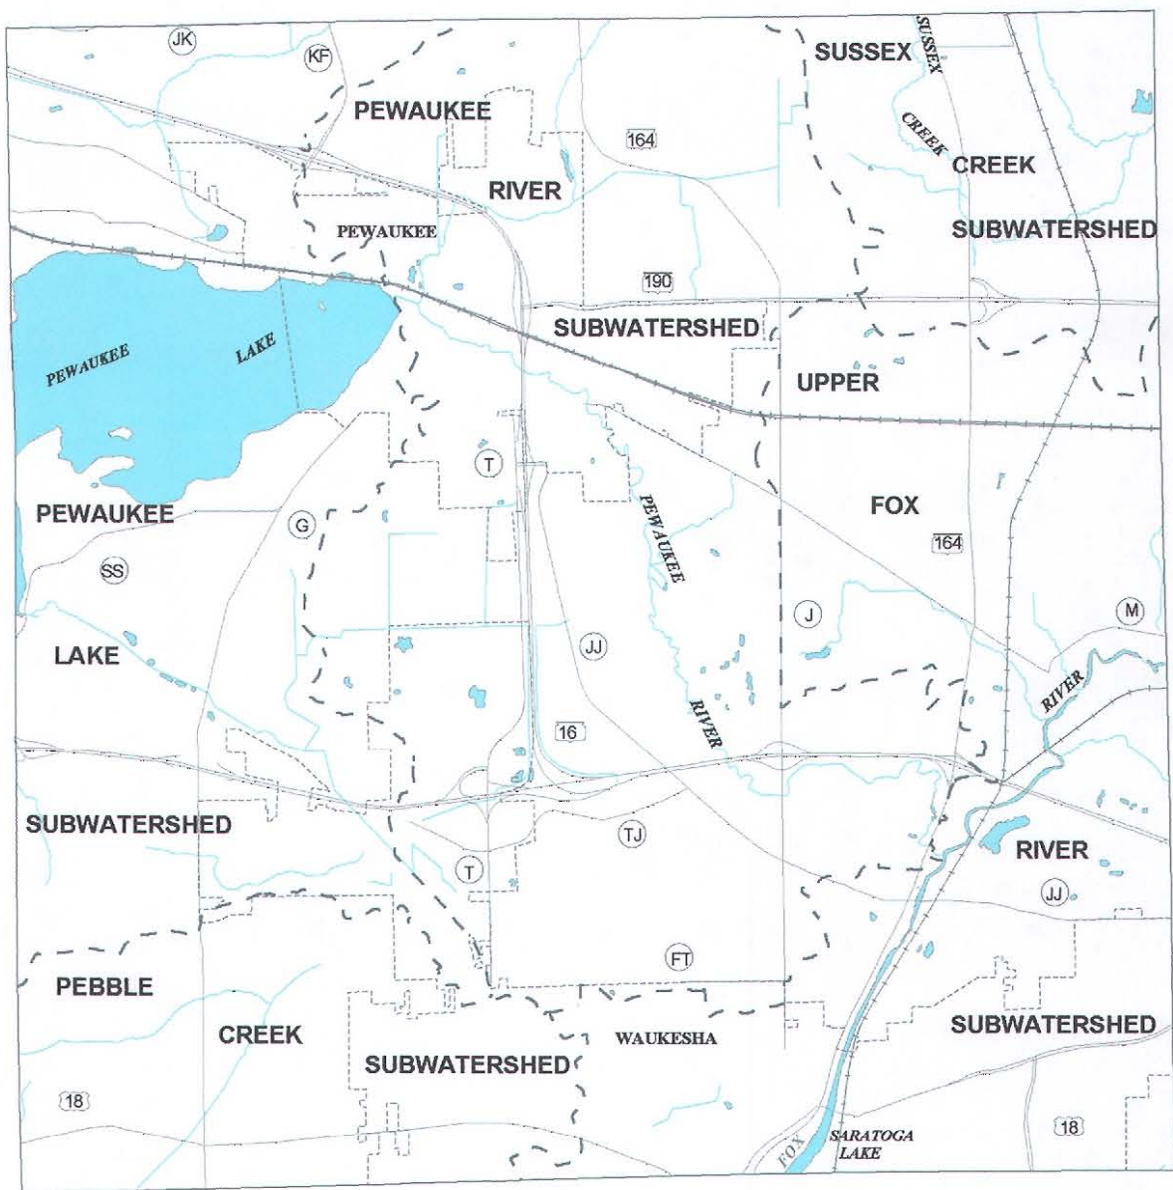 JK
KF
SUSSEX
SUSSEX
CREEK
PEWAUKEE
164
CREEK
RIVER
SUBWATERSHED
PEWAUKEE
190
SUBWATERSHED
PEWAUKEE
LAKE
UPPER
T
PEWAUKEE
G
FOX
164
PEWAUKEE
SS
J
M
LAKE
JJ
RIVER
RIVER
16
SUBWATERSHED
TJ
RIVER
T
JJ
FT
PEBBLE
CREEK
SUBWATERSHED
WAUKESHA
SUBWATERSHED
18
18
FOX
SARATOGA
LAKE